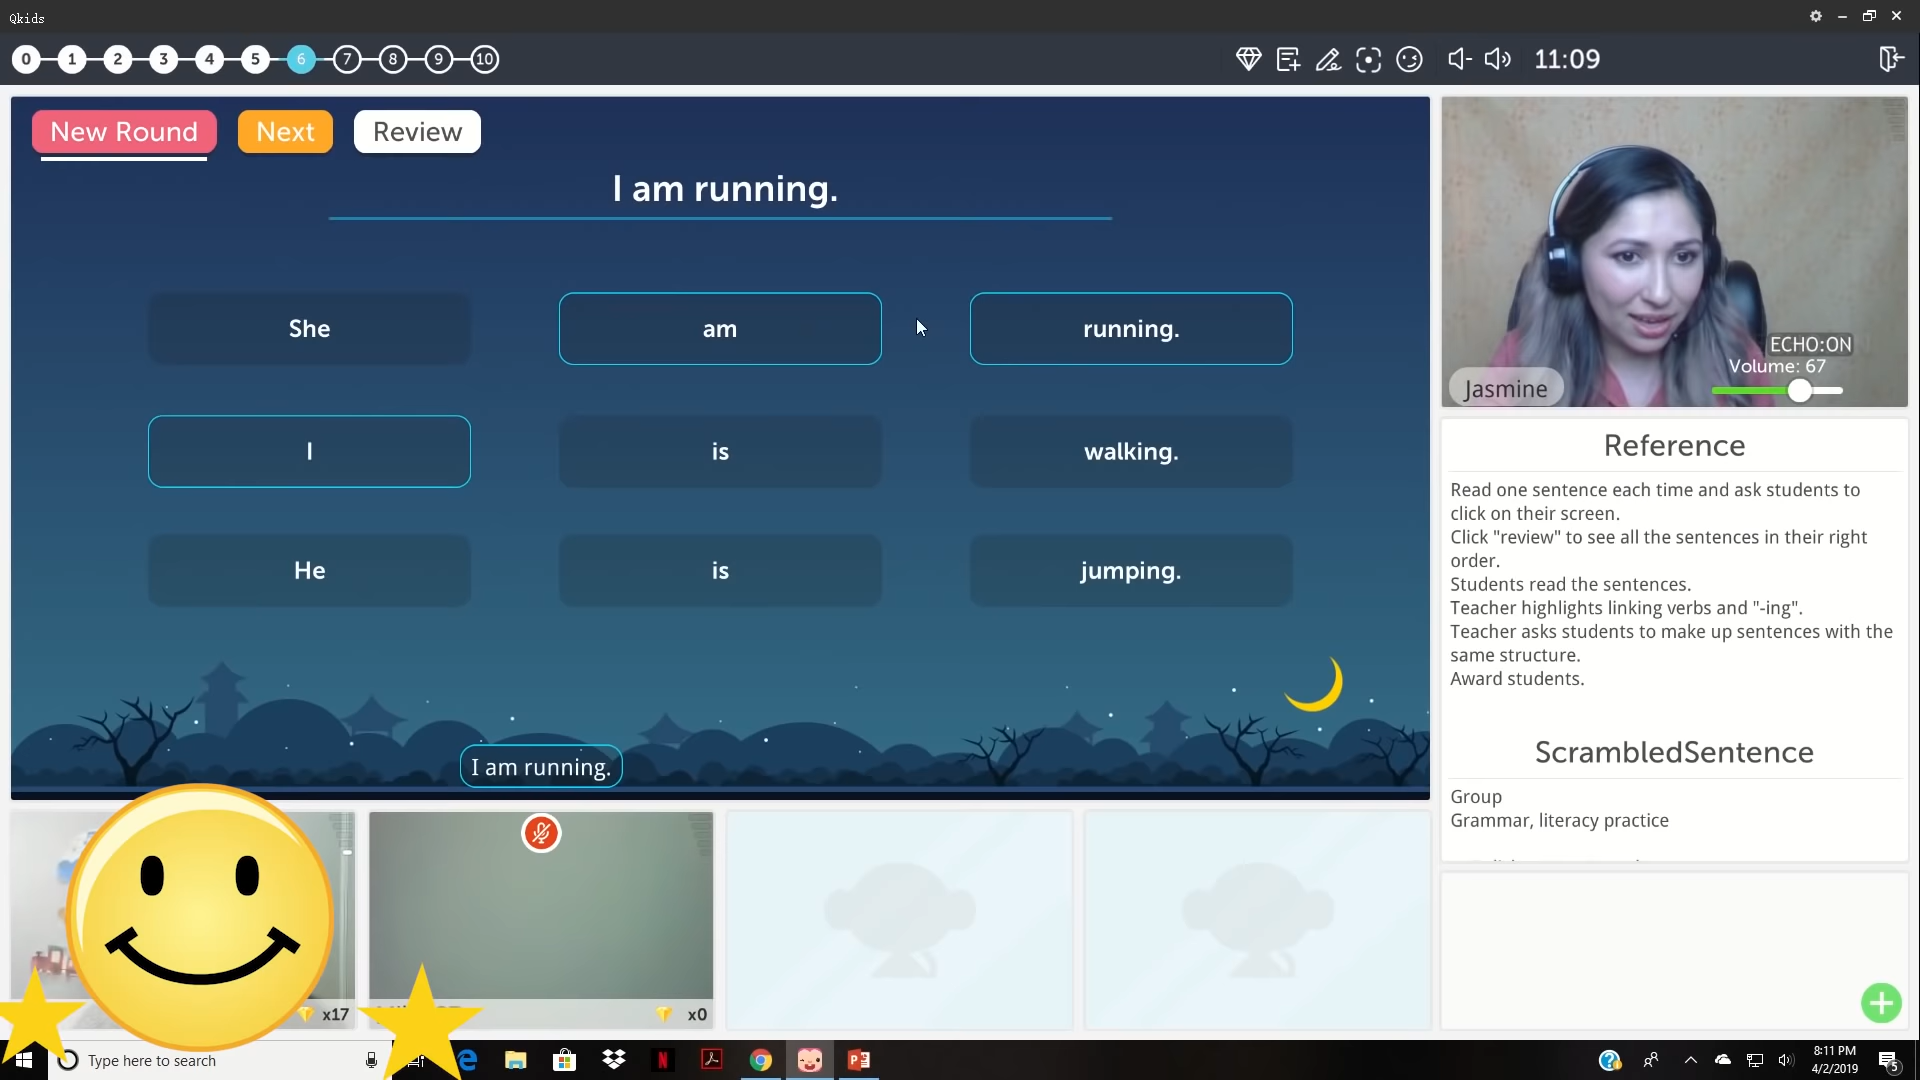 Qkids
0 1 2 3 4 5 6 7 8 9 10
11:09
New Round Next Review
I am running.
She am running.
I is walking.
He is jumping.
I am running.
ECHO:ON
Volume: 67
Jasmine
Reference
Read one sentence each time and ask students to
click on their screen.
Click "review" to see all the sentences in their right
order.
Students read the sentences.
Teacher highlights linking verbs and "-ing".
Teacher asks students to make up sentences with the
same structure.
Award students.
ScrambledSentence
Group
Grammar, literacy practice
x17
x0
Type here to search
8:11 PM
4/2/2019
5